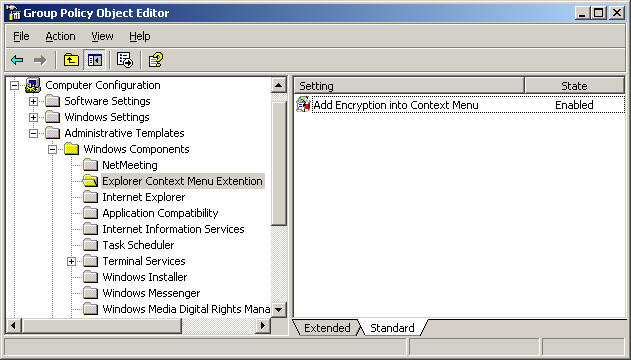 Group Policy Object Editor
File Action View Help
Computer Configuration
Software Settings
Windows Settings
Administrative Templates
Windows Components
NetMeeting
Explorer Context Menu Extention
Internet Explorer
Application Compatibility
Internet Information Services
Task Scheduler
Terminal Services
Windows Installer
Windows Messenger
Windows Media Digital Rights Mana
Setting State
Add Encryption into Context Menu Enabled
Extended Standard